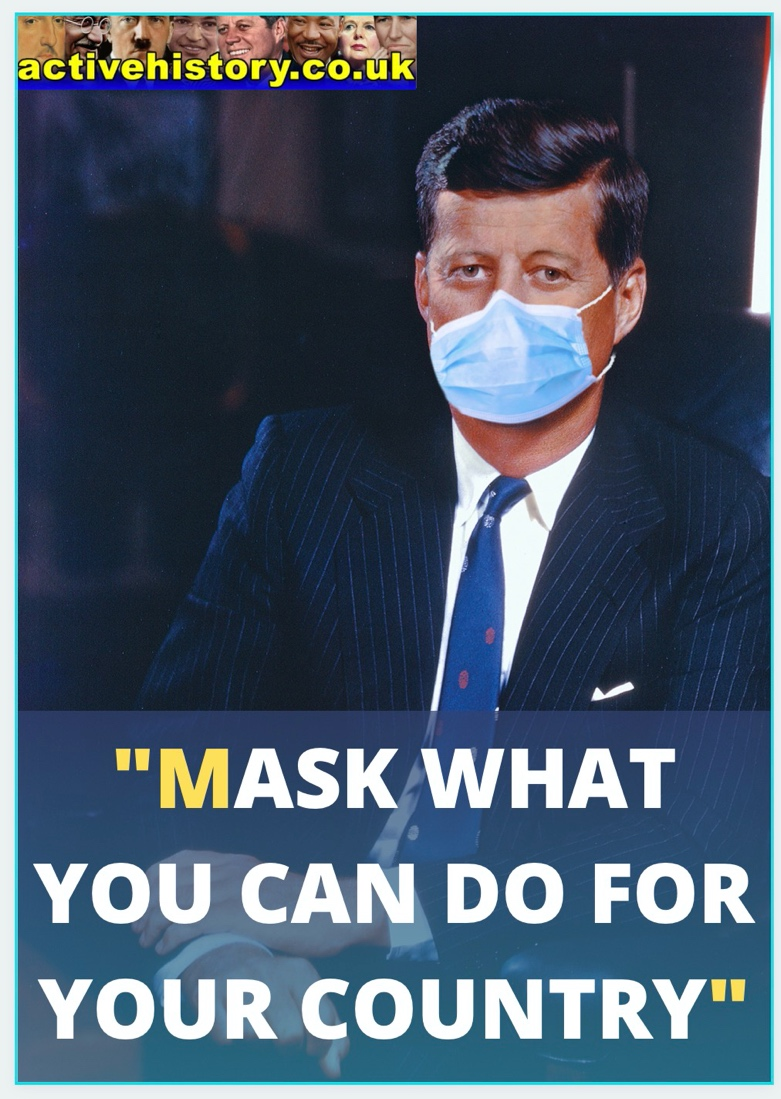 activehistory.co.uk
"MASK WHAT
YOU CAN DO FOR
YOUR COUNTRY"